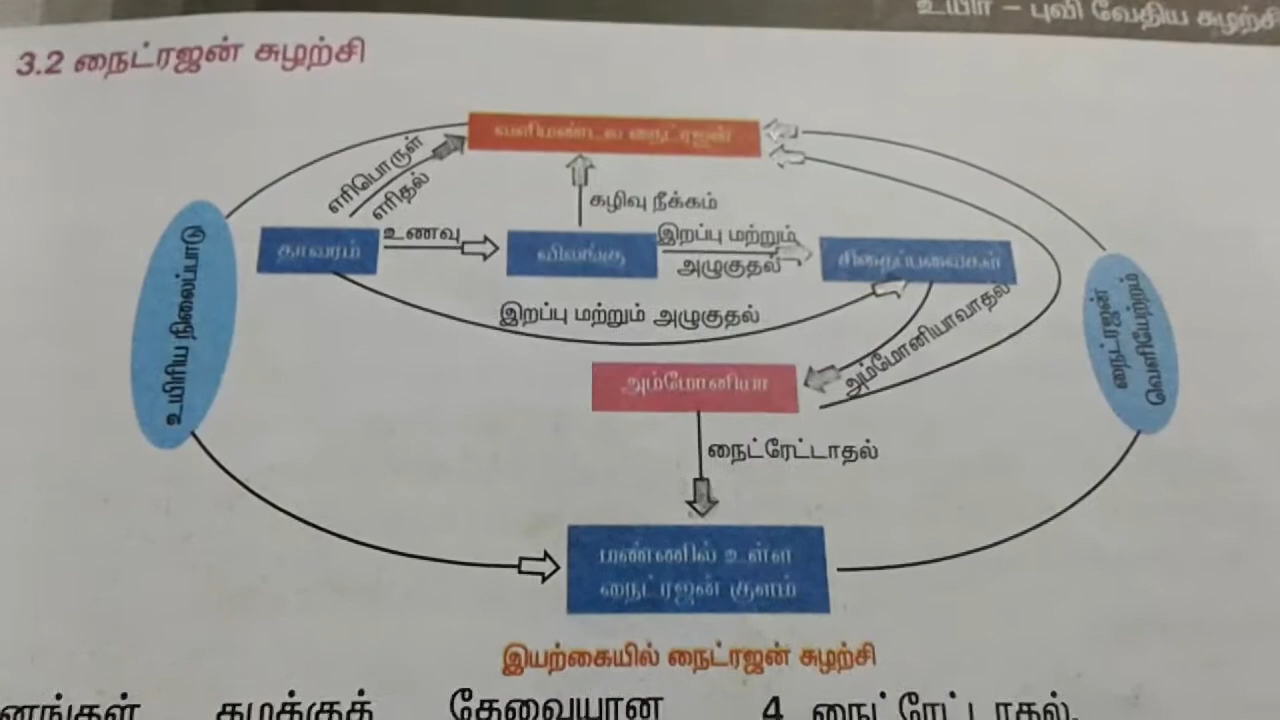 உயிர் – புவி வேதிய சுழற்சி
3.2 நைட்ரஜன் சுழற்சி
வளிமண்டல நைட்ரஜன்
எரிபொருள்
எரிதல்
கழிவு நீக்கம்
உயிரிய நிலைப்பாடு
தாவரம்
உணவு
விலங்கு
இறப்பு மற்றும்
அழுகுதல்
சிதைப்பவைகள்
இறப்பு மற்றும் அழுகுதல்
அம்மோனியாவாதல்
நைட்ரஜன்
வெளியேற்றம்
அம்மோனியா
நைட்ரேட்டாதல்
மண்ணில் உள்ள
நைட்ரஜன் குளம்
இயற்கையில் நைட்ரஜன் சுழற்சி
தேவையான 4 நைட்ரேட்டாதல்.